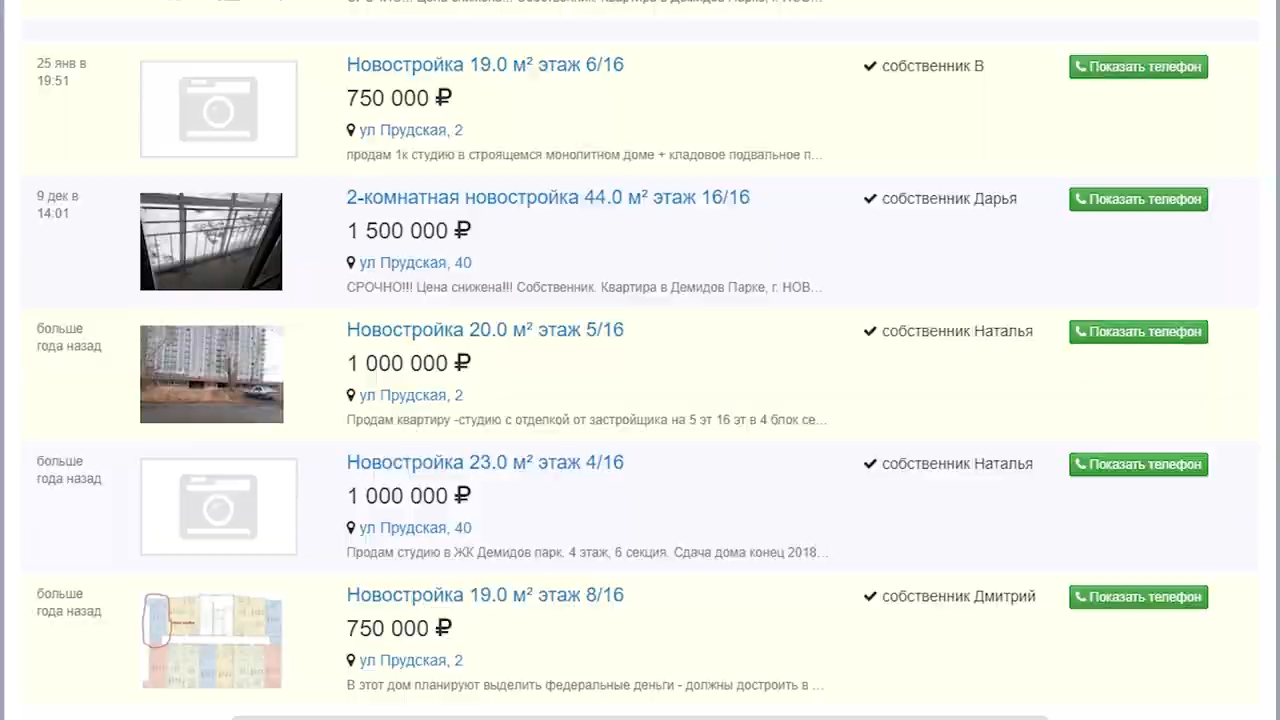 СРОЧНО!!! Цена снижена!!! Собственник. Квартира в Демидов Парке, г. НОВ...
25 янв в
19:51
Новостройка 19.0 м² этаж 6/16
собственник В
Показать телефон
750 000 ₽
ул Прудская, 2
продам 1к студию в строящемся монолитном доме + кладовое подвальное п...
9 дек в
14:01
2-комнатная новостройка 44.0 м² этаж 16/16
собственник Дарья
Показать телефон
1 500 000 ₽
ул Прудская, 40
СРОЧНО!!! Цена снижена!!! Собственник. Квартира в Демидов Парке, г. НОВ...
больше
года назад
Новостройка 20.0 м² этаж 5/16
собственник Наталья
Показать телефон
1 000 000 ₽
ул Прудская, 2
Продам квартиру -студию с отделкой от застройщика на 5 эт 16 эт в 4 блок се...
больше
года назад
Новостройка 23.0 м² этаж 4/16
собственник Наталья
Показать телефон
1 000 000 ₽
ул Прудская, 40
Продам студию в ЖК Демидов парк. 4 этаж, 6 секция. Сдача дома конец 2018...
больше
года назад
Новостройка 19.0 м² этаж 8/16
собственник Дмитрий
Показать телефон
750 000 ₽
ул Прудская, 2
В этот дом планируют выделить федеральные деньги - должны достроить в ...